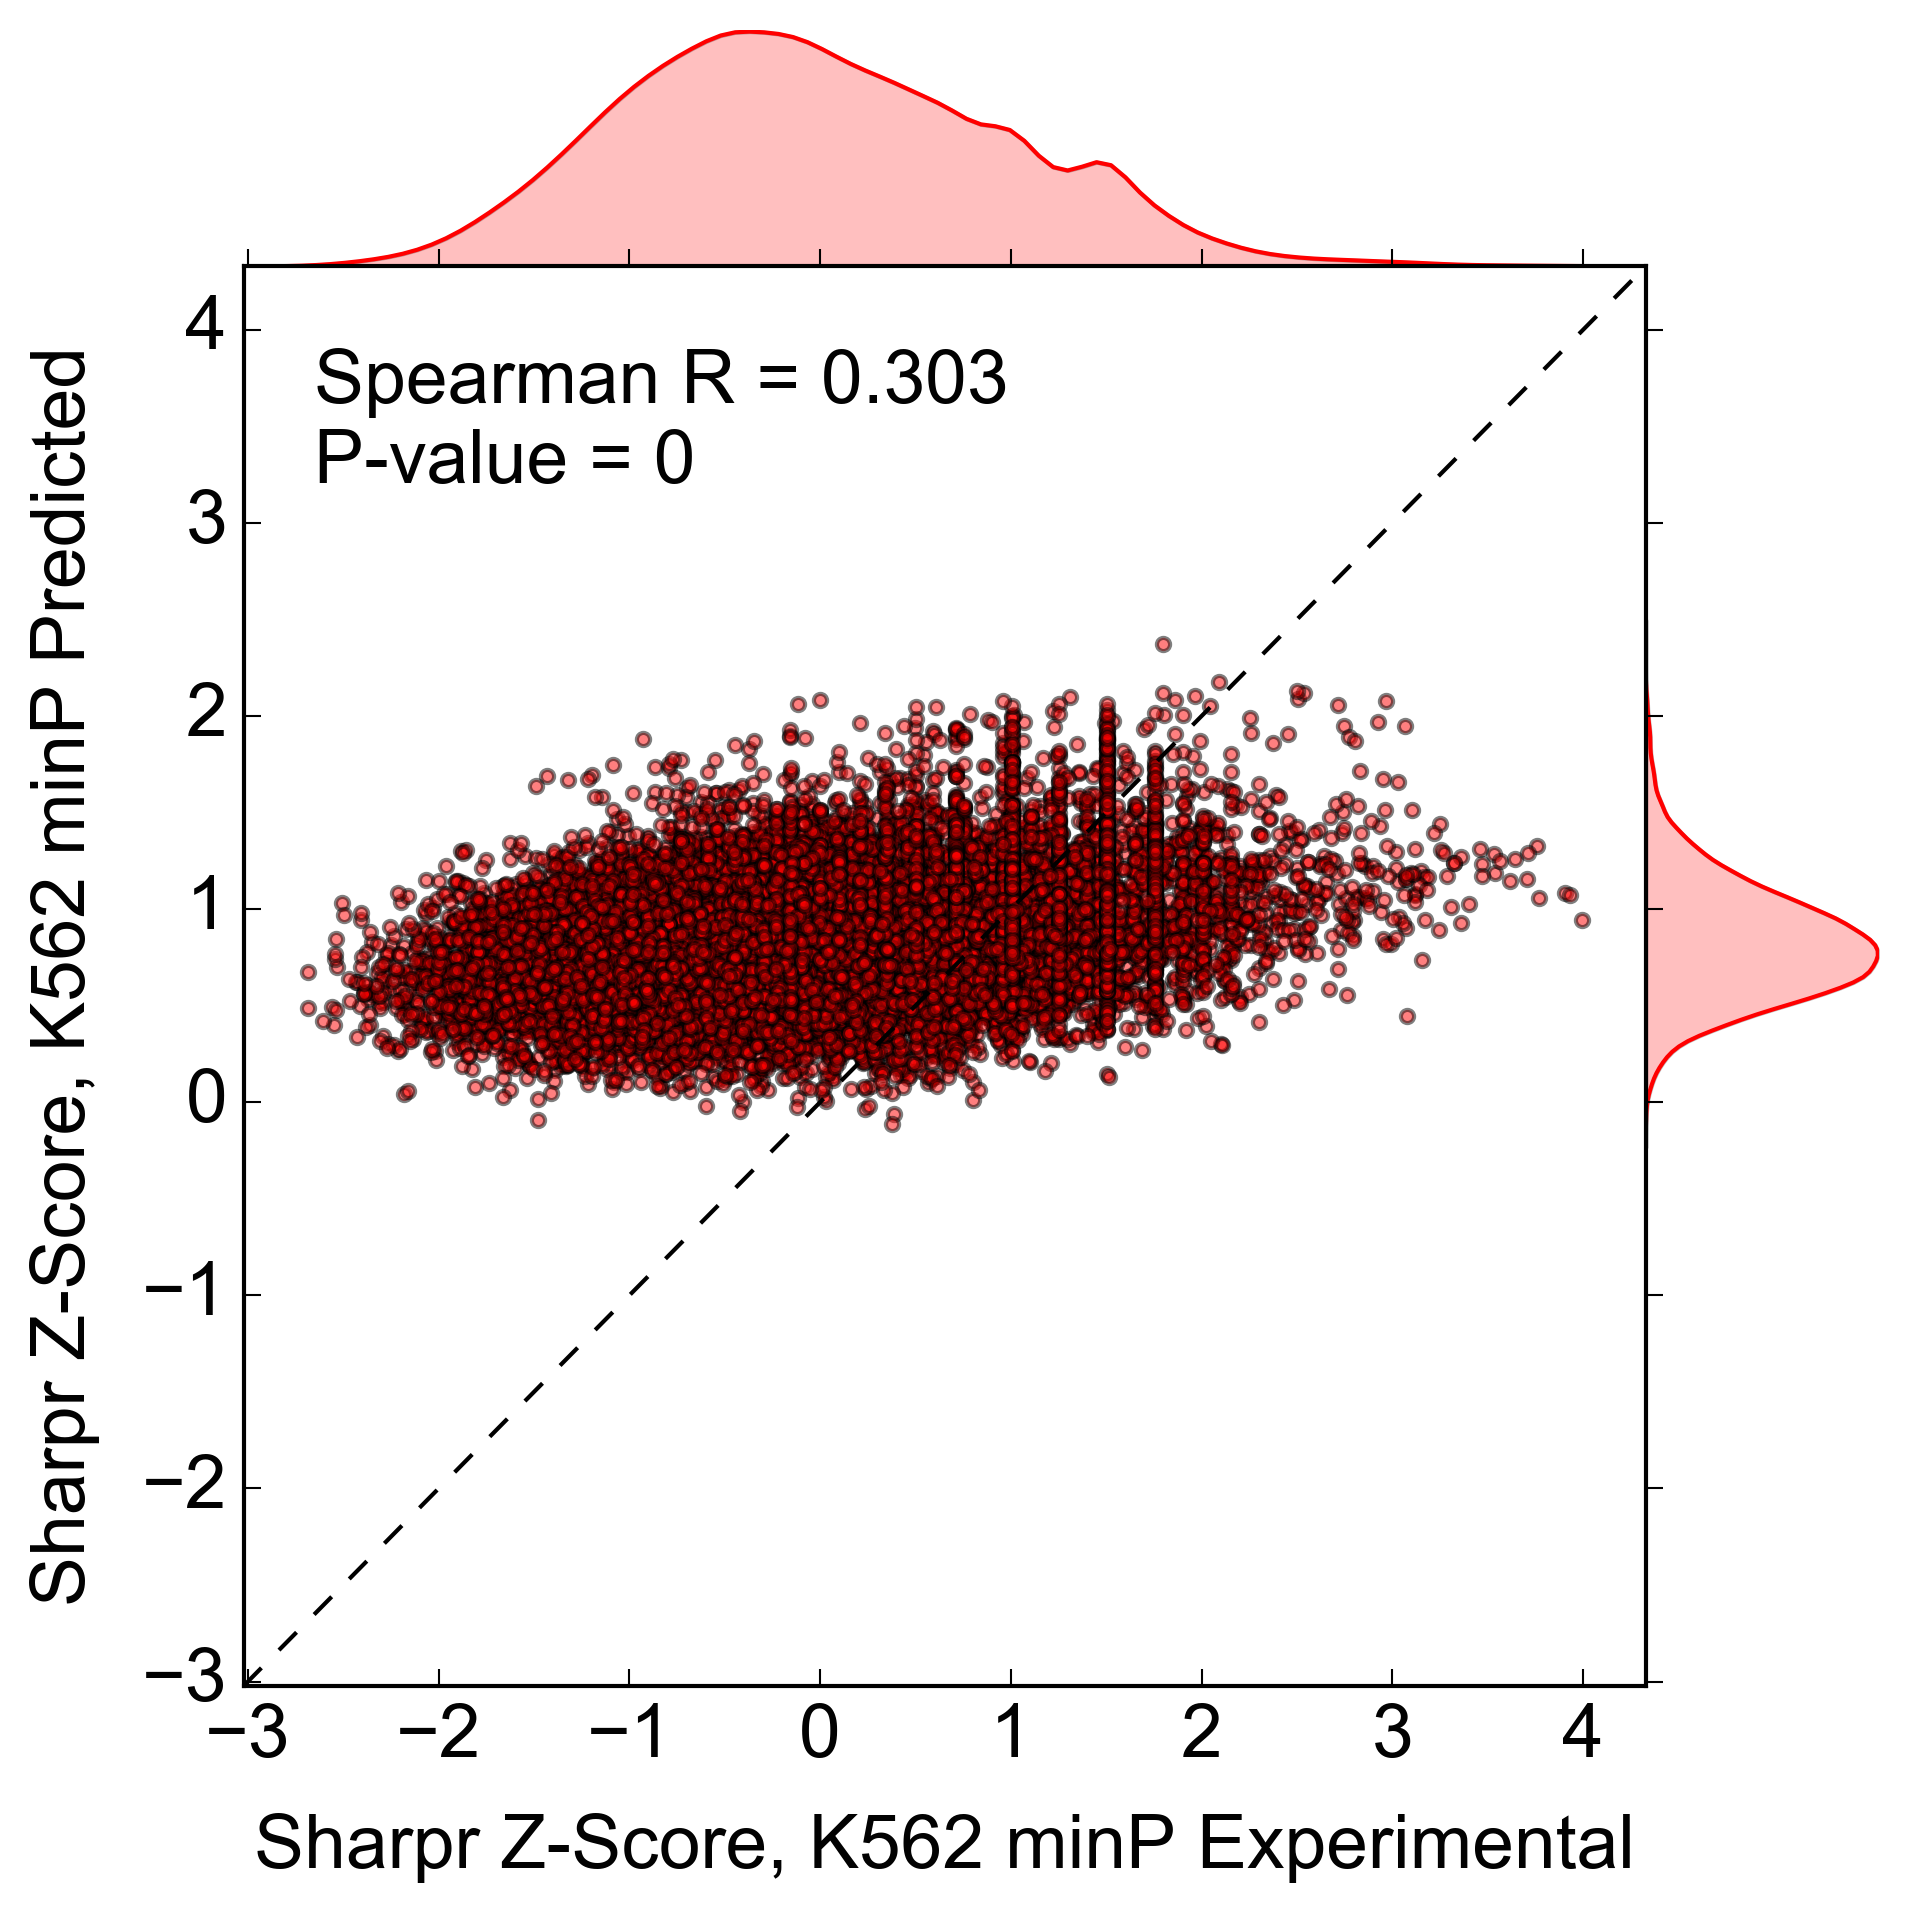 Spearman R = 0.303
P-value = 0
4
3
2
1
0
−1
−2
−3
−3 −2 −1 0 1 2 3 4
Sharpr Z-Score, K562 minP Predicted
Sharpr Z-Score, K562 minP Experimental